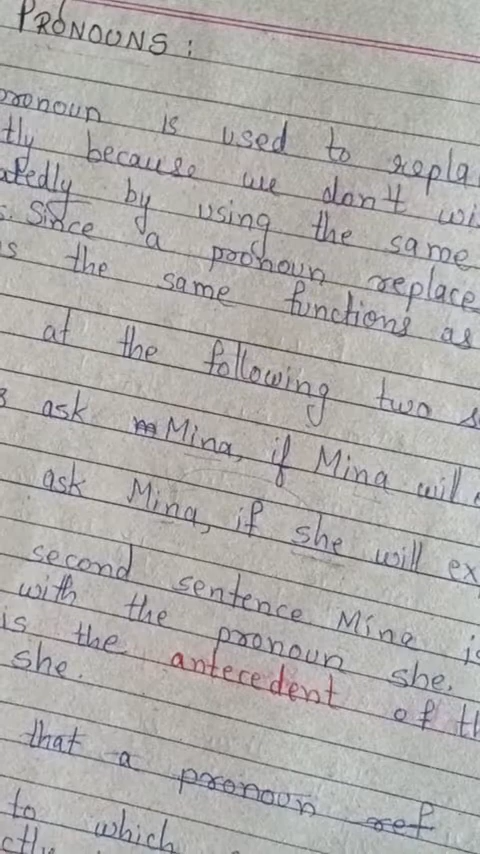 PRONOUNS :
pronoun is used to repla
tly because we don't wi
atedly by using the same
s. Since a pronoun replace
s the same functions as
at the following two s
ask Mina, if Mina will e
ask Mina, if she will ex
second sentence Mina is
with the pronoun she.
is the antecedent of th
she.
that a pronoun ref
to which
ctly